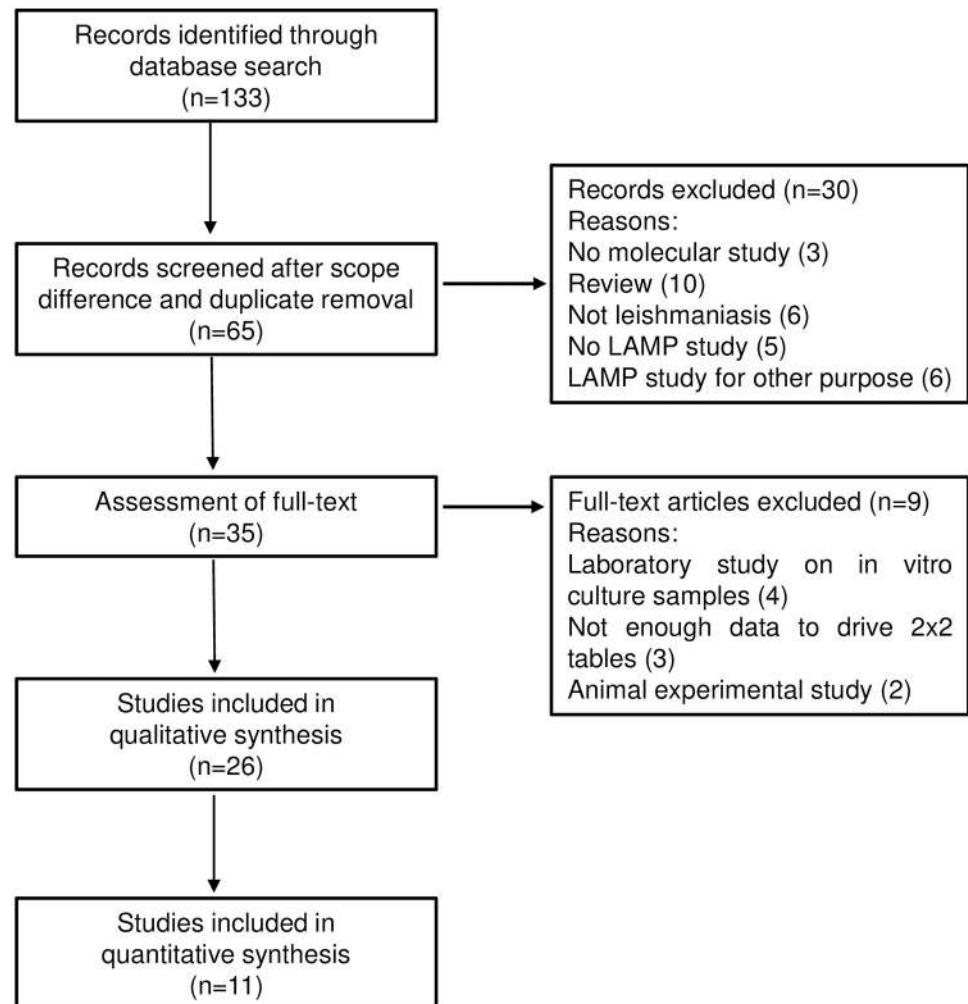 Records identified through
database search
(n=133)
Records excluded (n=30)
Reasons:
No molecular study (3)
Review (10)
Not leishmaniasis (6)
No LAMP study (5)
LAMP study for other purpose (6)
Records screened after scope
difference and duplicate removal
(n=65)
Assessment of full-text
(n=35)
Full-text articles excluded (n=9)
Reasons:
Laboratory study on in vitro
culture samples (4)
Not enough data to drive 2x2
tables (3)
Animal experimental study (2)
Studies included in
qualitative synthesis
(n=26)
Studies included in
quantitative synthesis
(n=11)